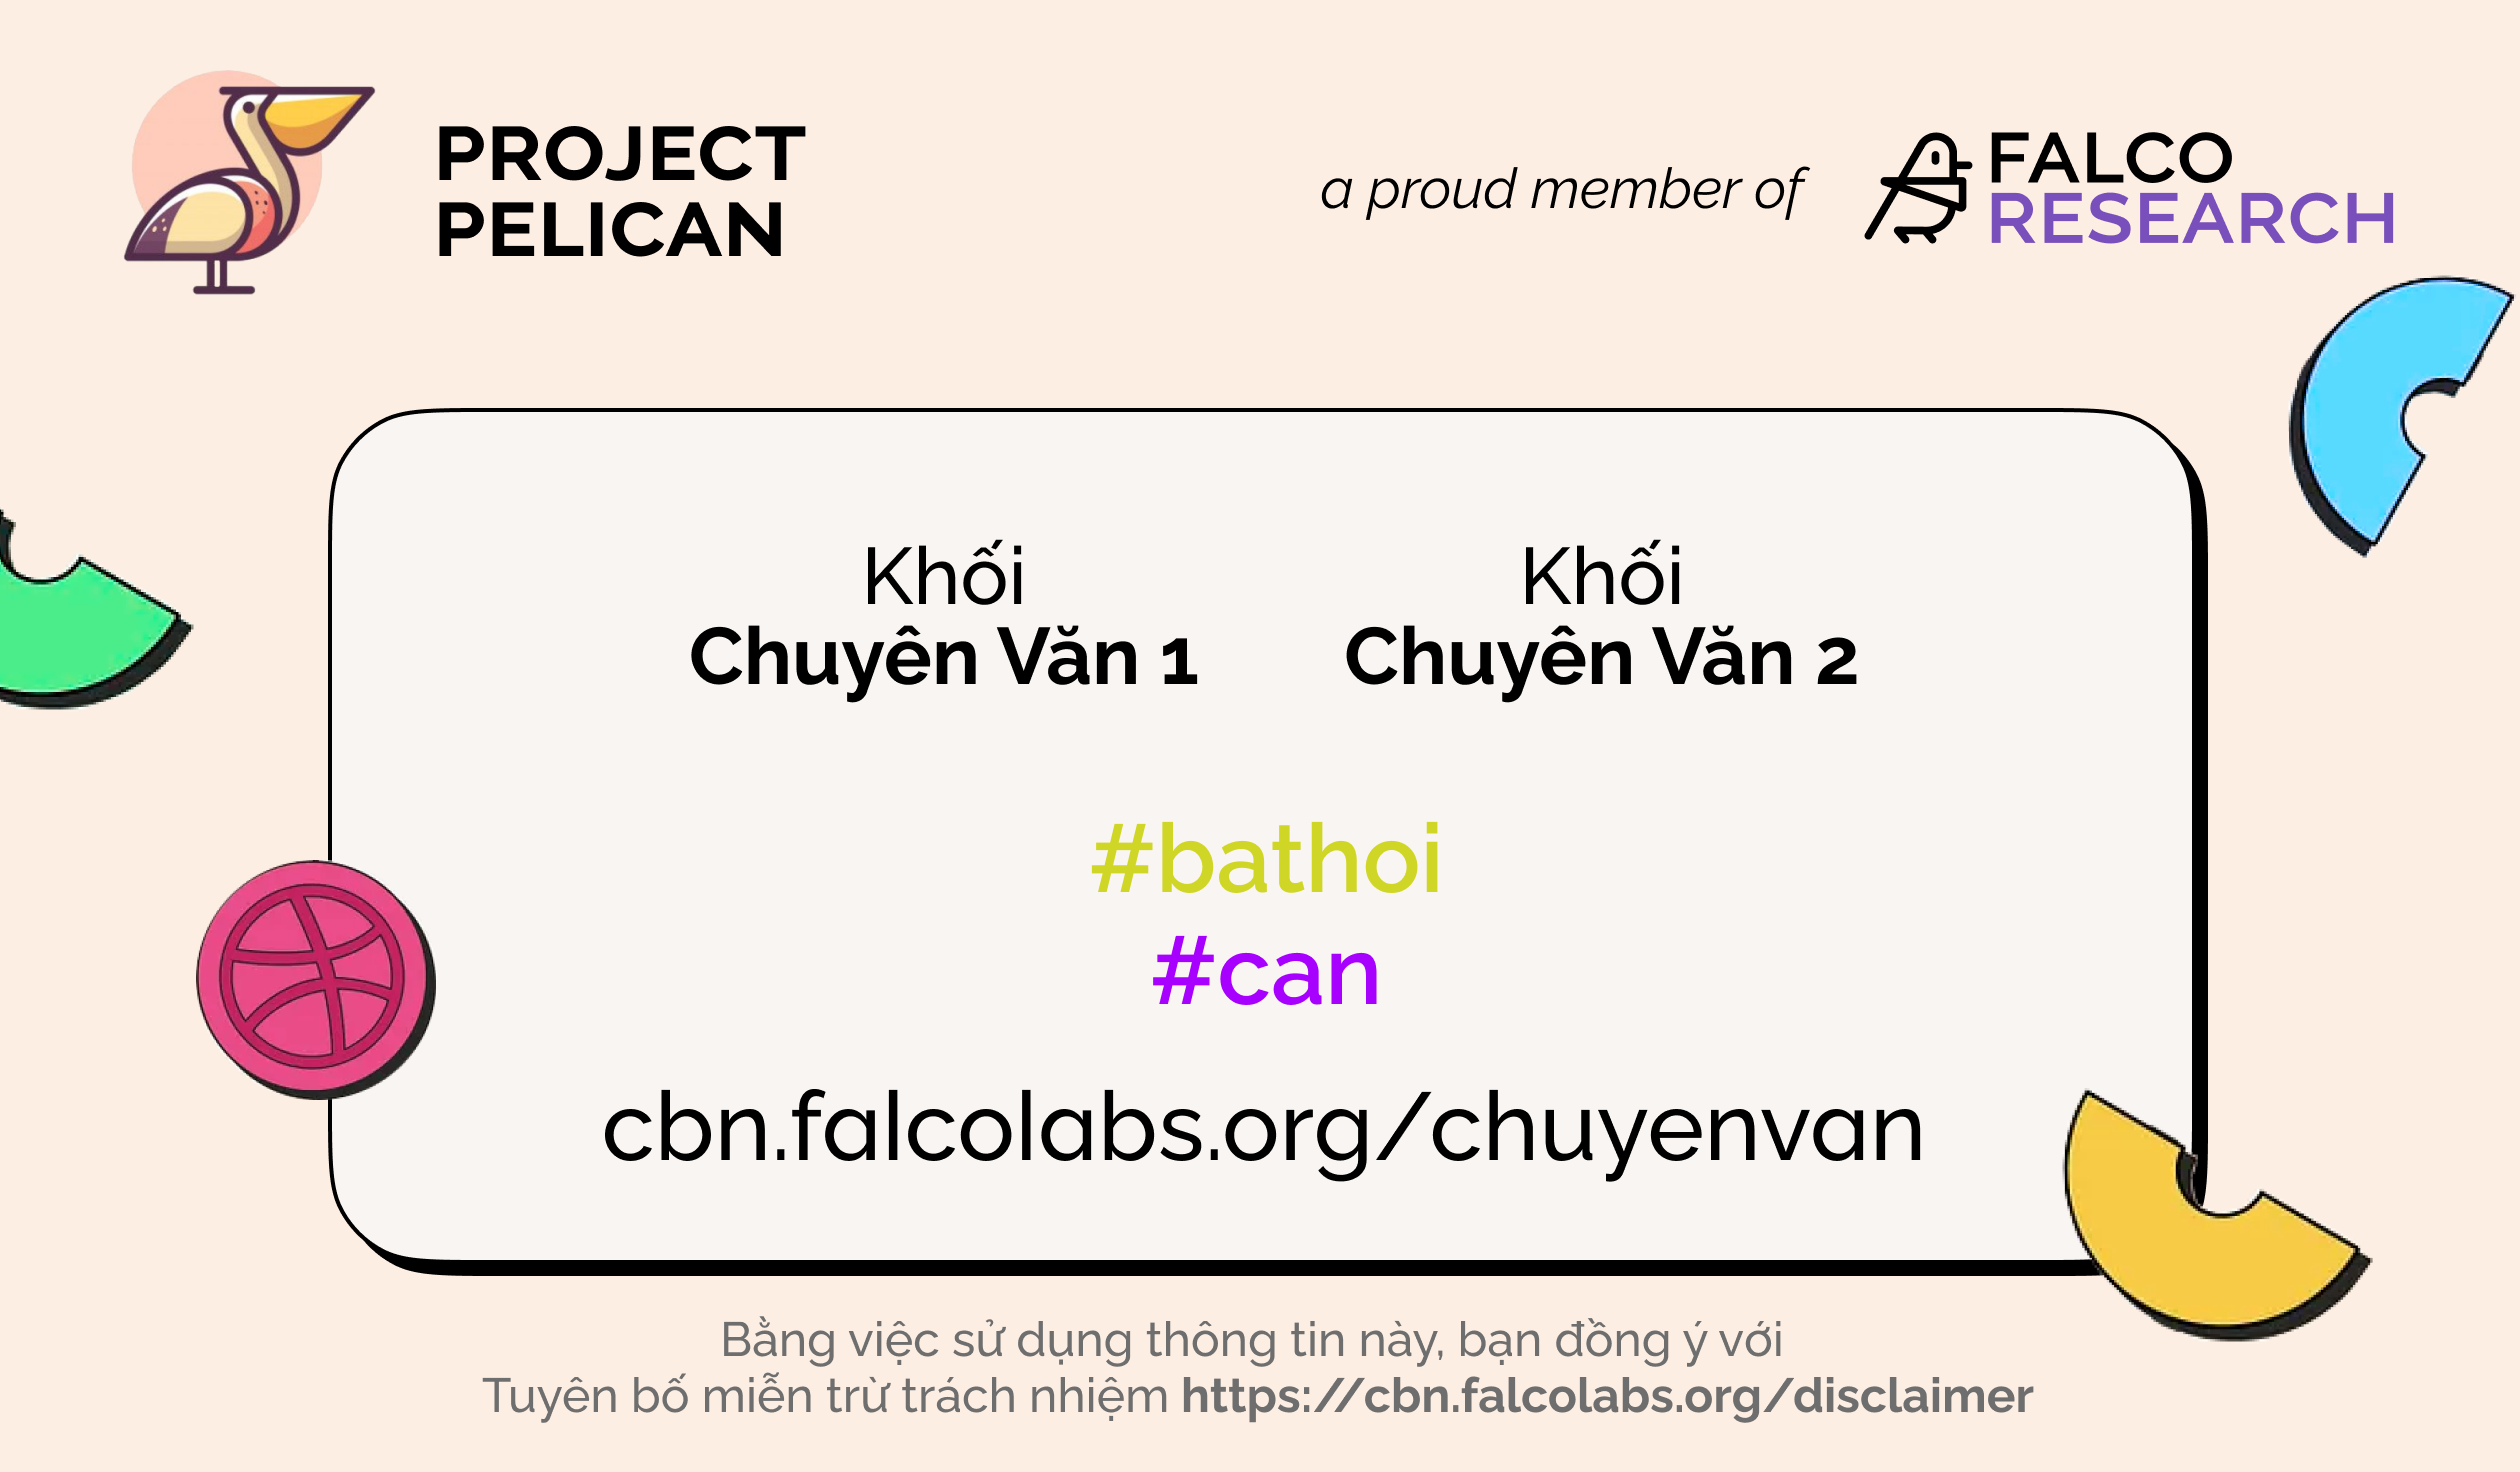 PROJECT
PELICAN
a proud member of
FALCO
RESEARCH
Khối
Chuyên Văn 1
Khối
Chuyên Văn 2
#bathoi
#can
cbn.falcolabs.org/chuyenvan
Bằng việc sử dụng thông tin này, bạn đồng ý với
Tuyên bố miễn trừ trách nhiệm https://cbn.falcolabs.org/disclaimer